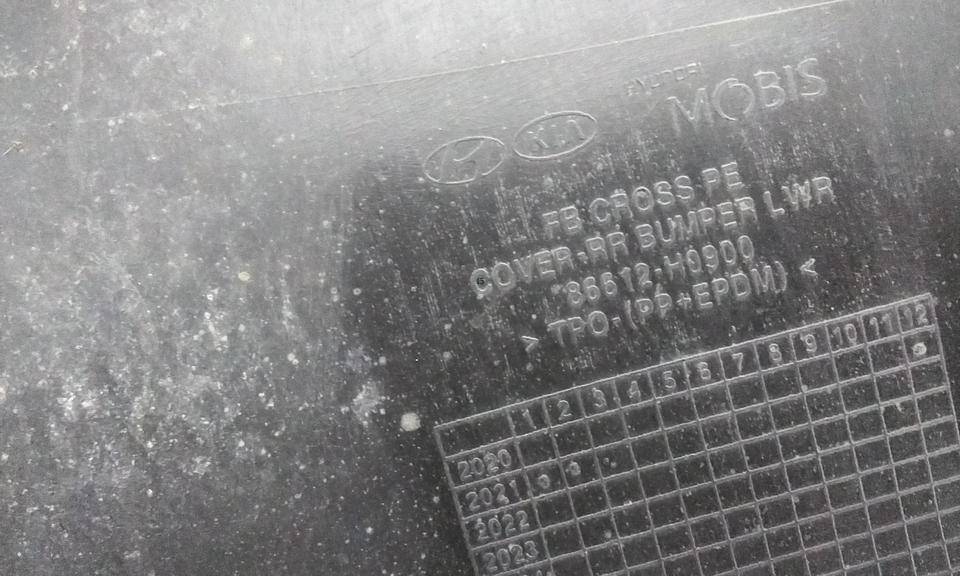 KIA
HYUNDAI
MOBIS
FB CROSS PE
COVER-RR BUMPER LWR
86612-H0900
> TPO-(PP+EPDM) <
1 2 3 4 5 6 7 8 9 10 11 12
2020
2021
2022
2023